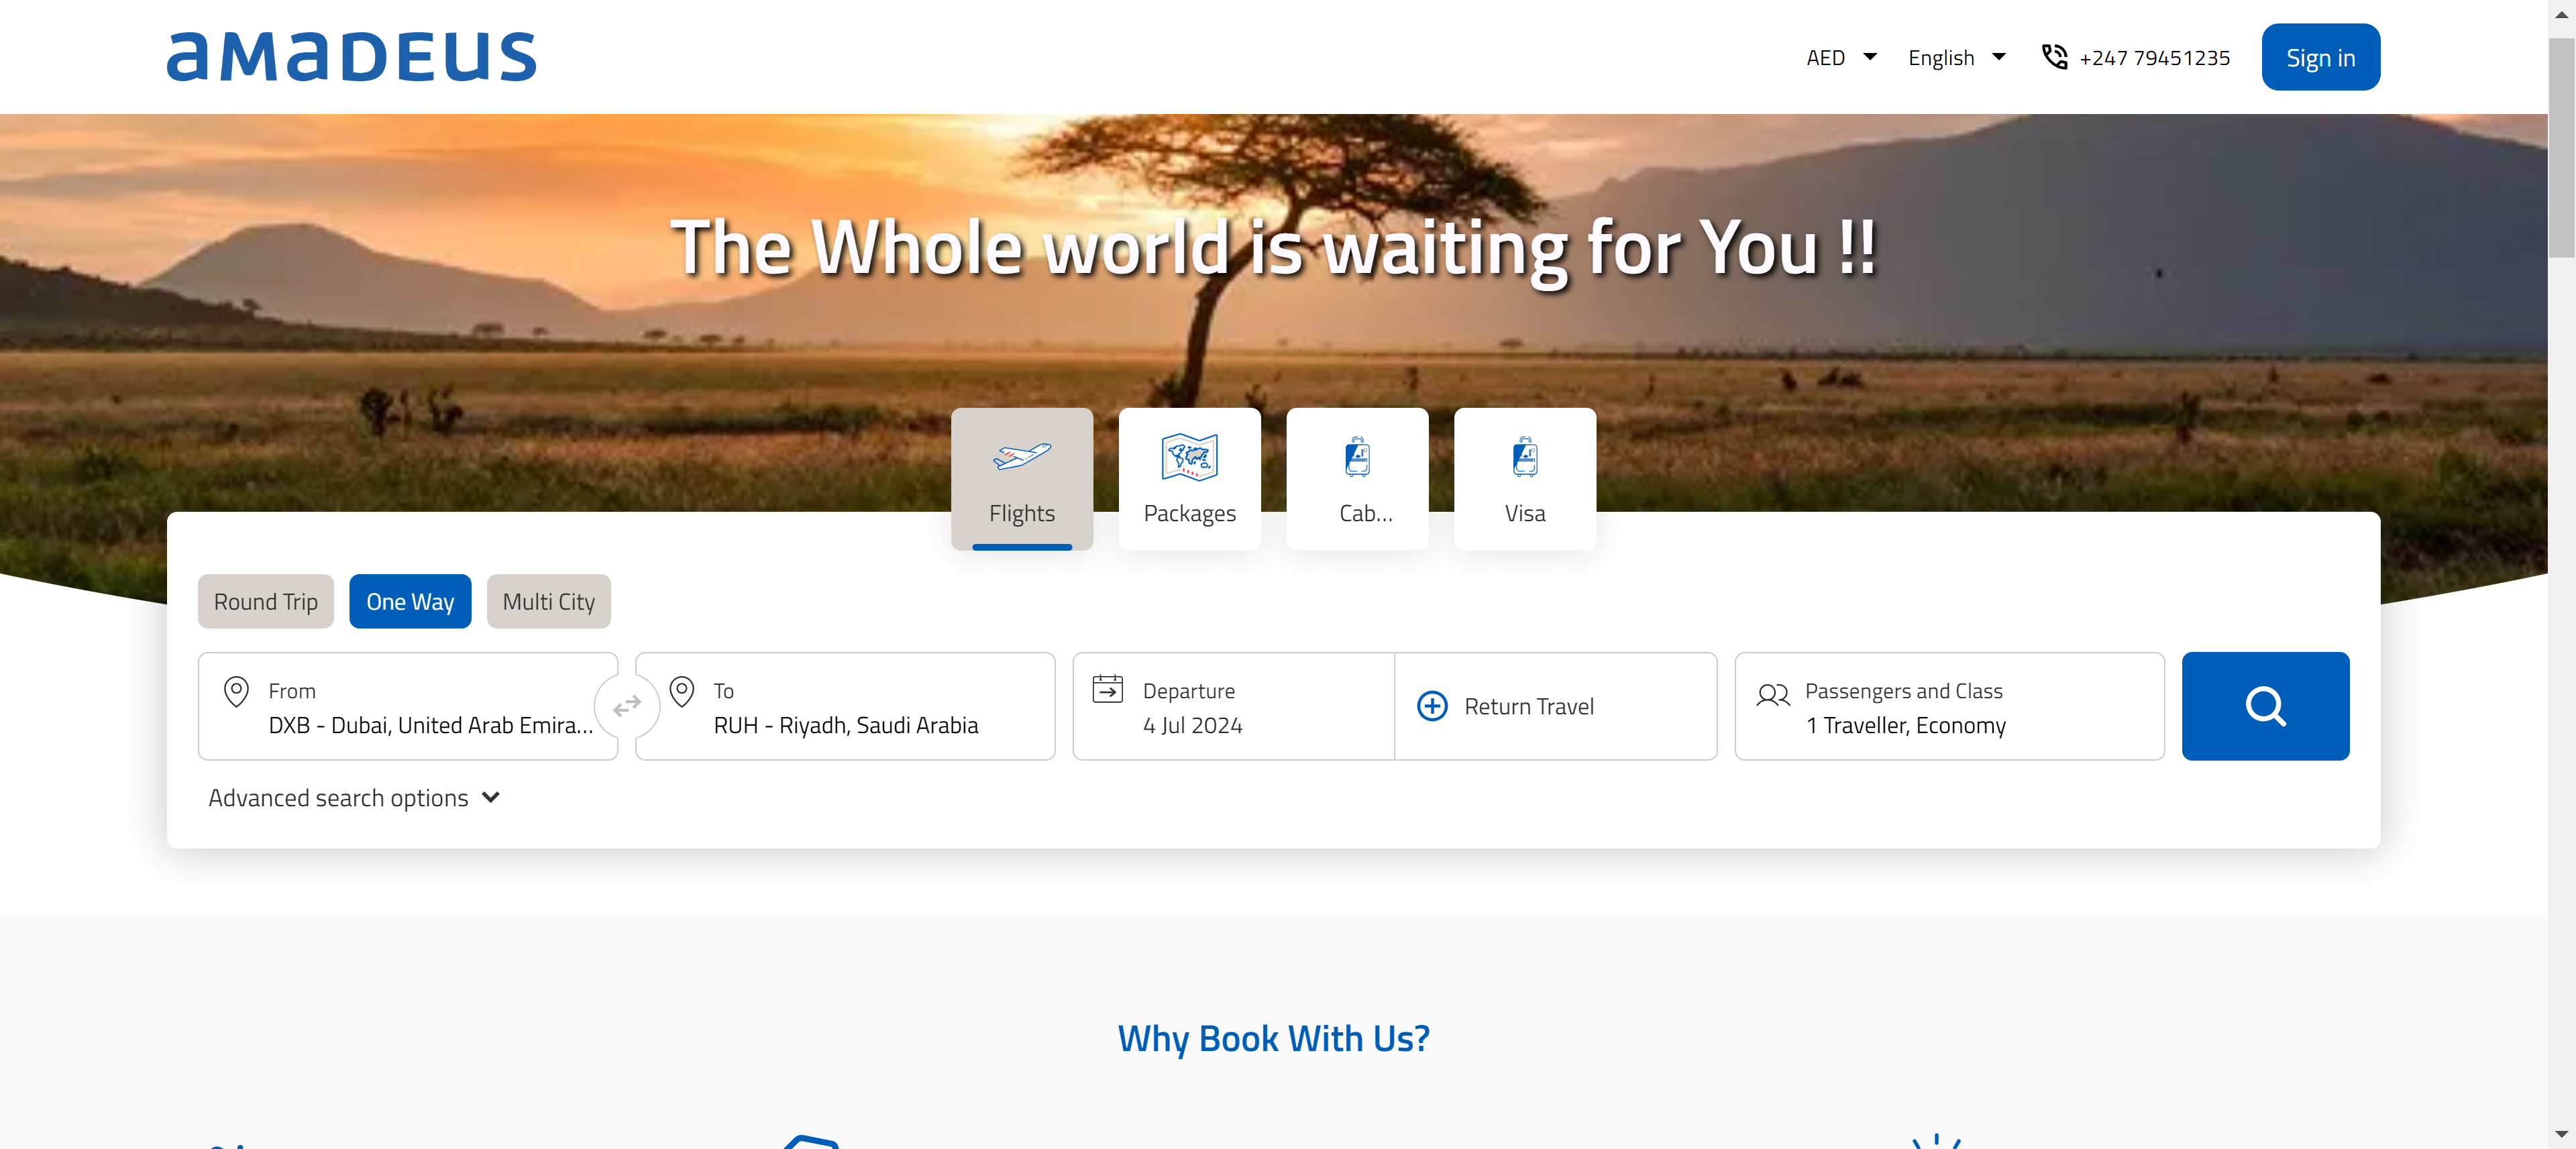 amadeus
AED English +247 79451235 Sign in
The Whole world is waiting for You !!
Flights Packages Cab... Visa
Round Trip One Way Multi City
From To Departure Return Travel Passengers and Class
DXB - Dubai, United Arab Emira... RUH - Riyadh, Saudi Arabia 4 Jul 2024 1 Traveller, Economy
Advanced search options
Why Book With Us?